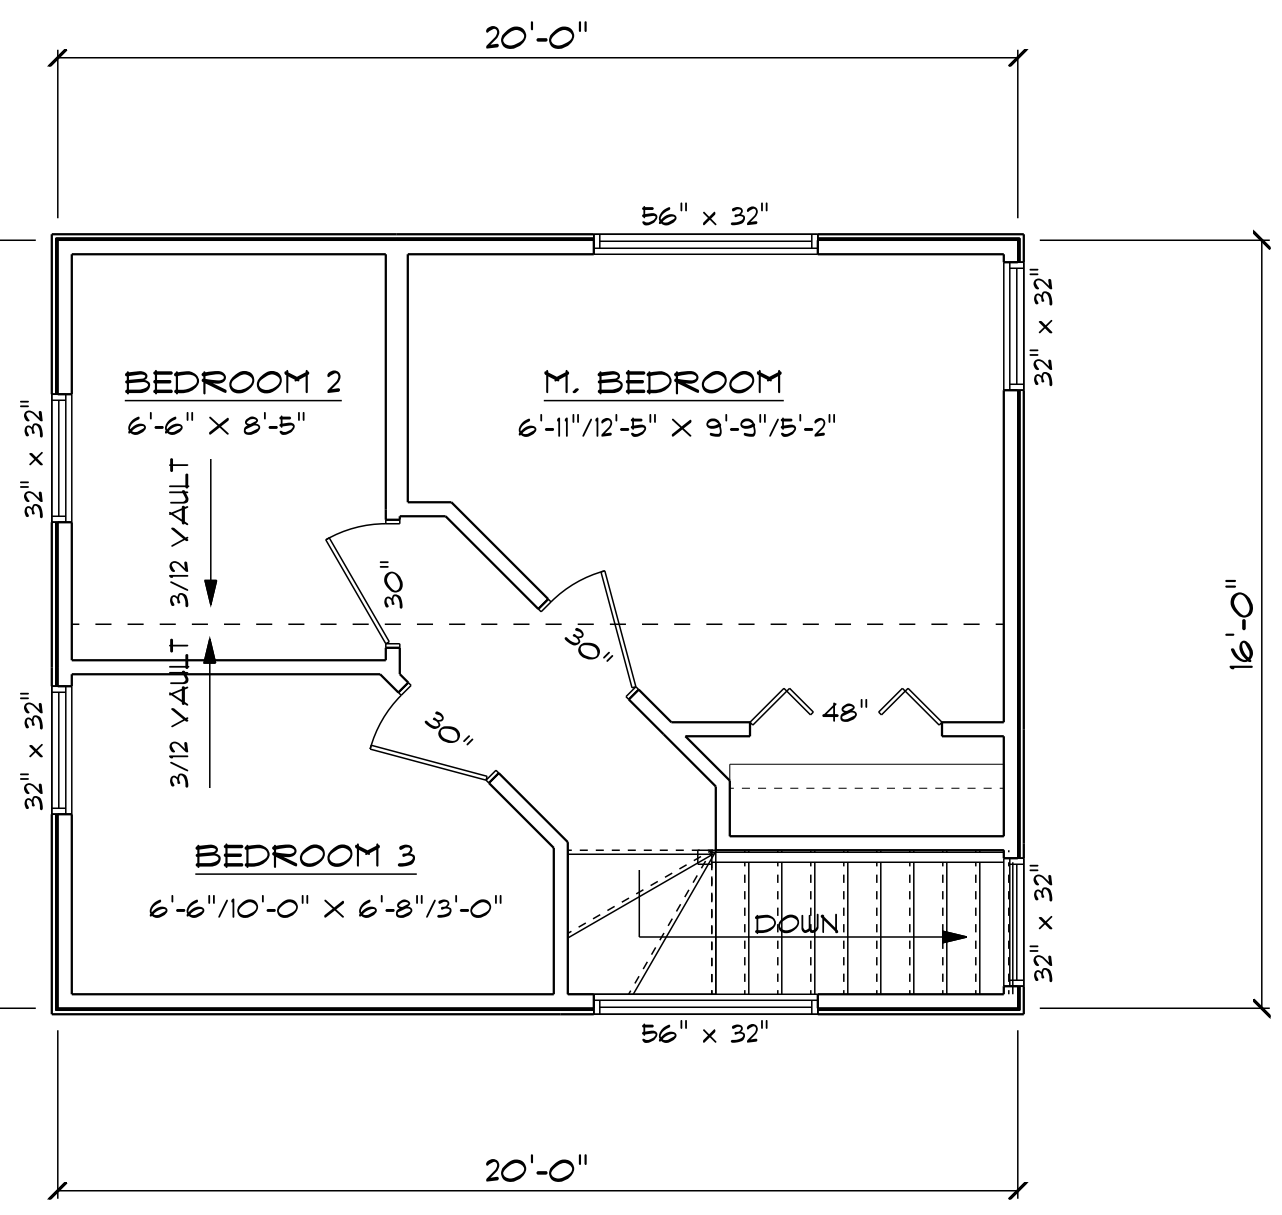 20'-0"
56" x 32"
32" x 32"
BEDROOM 2
6'-6" X 8'-5"
M. BEDROOM
6'-11"/12'-5" X 9'-9"/5'-2"
32" x 32"
3/12 VAULT
30"
30"
16'-0"
3/12 VAULT
30"
48"
32" x 32"
BEDROOM 3
6'-6"/10'-0" X 6'-8"/3'-0"
DOWN
32" x 32"
56" x 32"
20'-0"